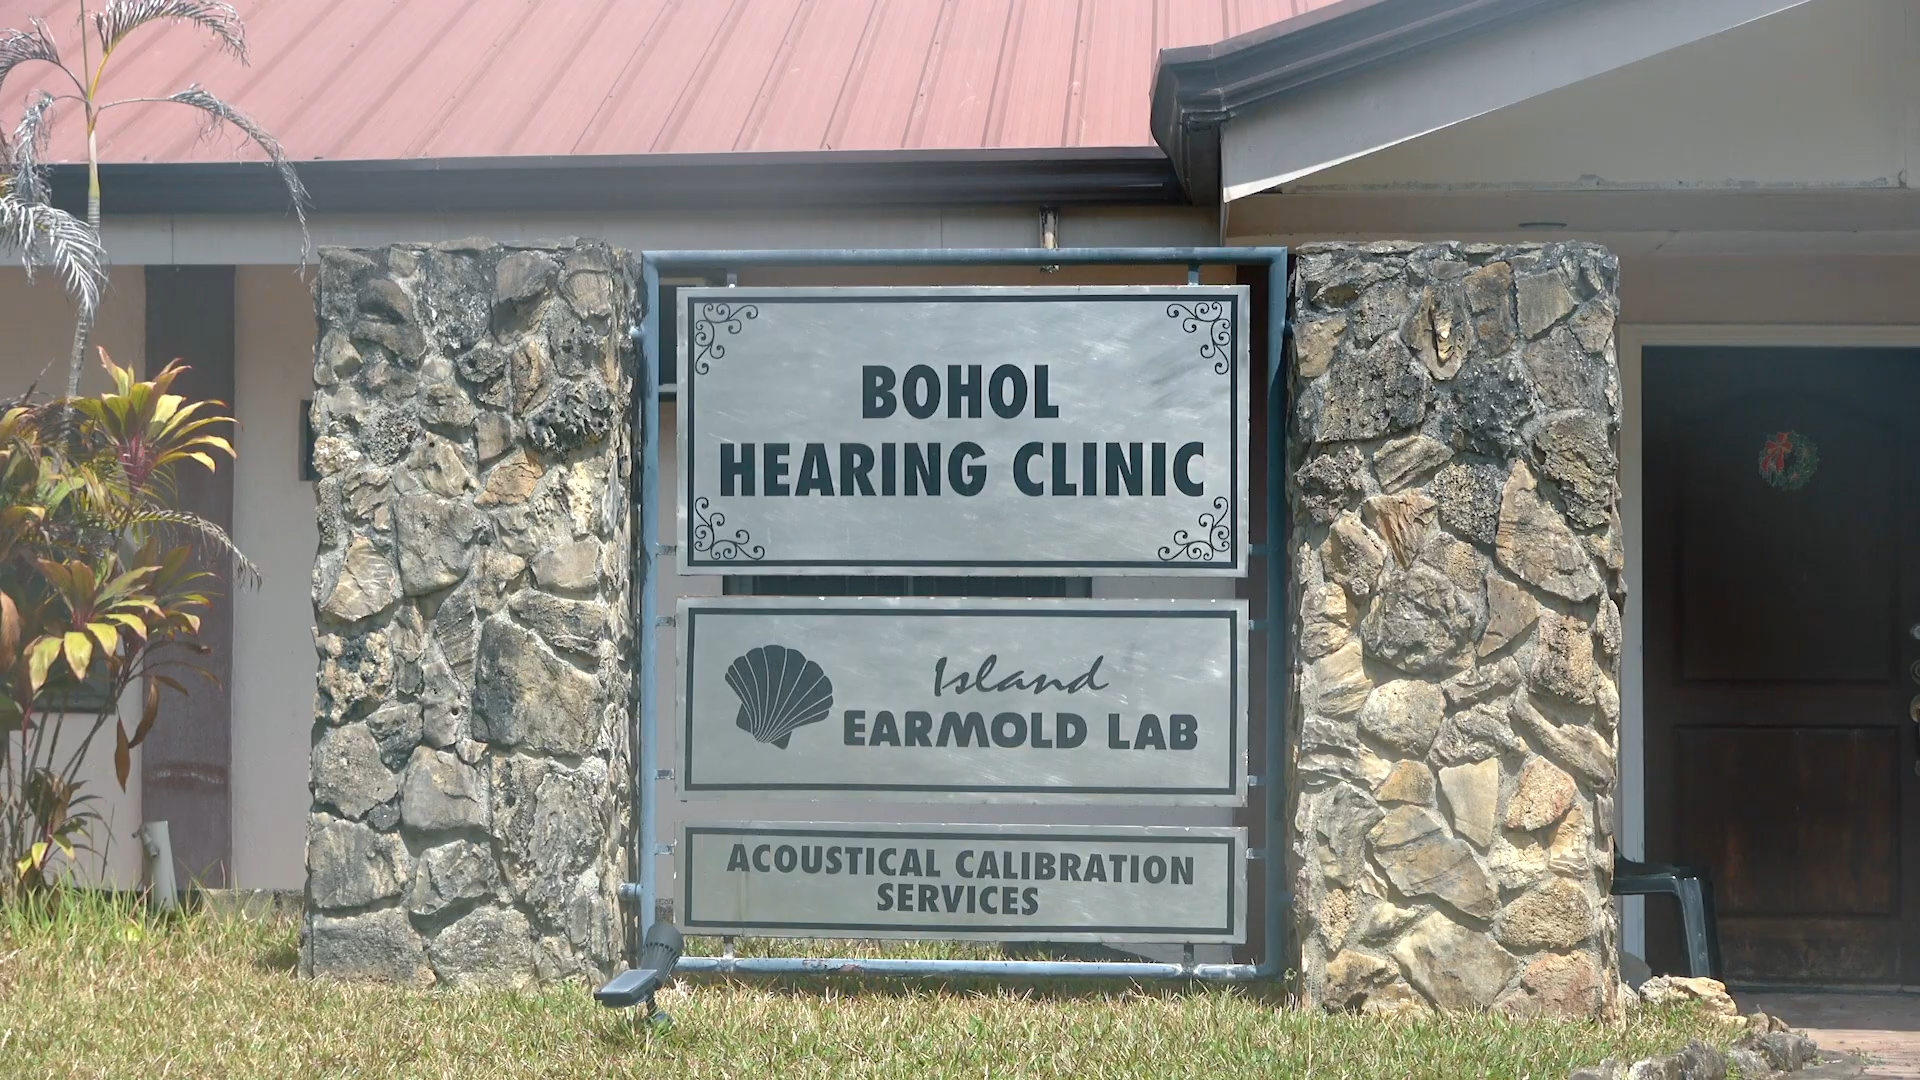 BOHOL
HEARING CLINIC
Island
EARMOLD LAB
ACOUSTICAL CALIBRATION
SERVICES